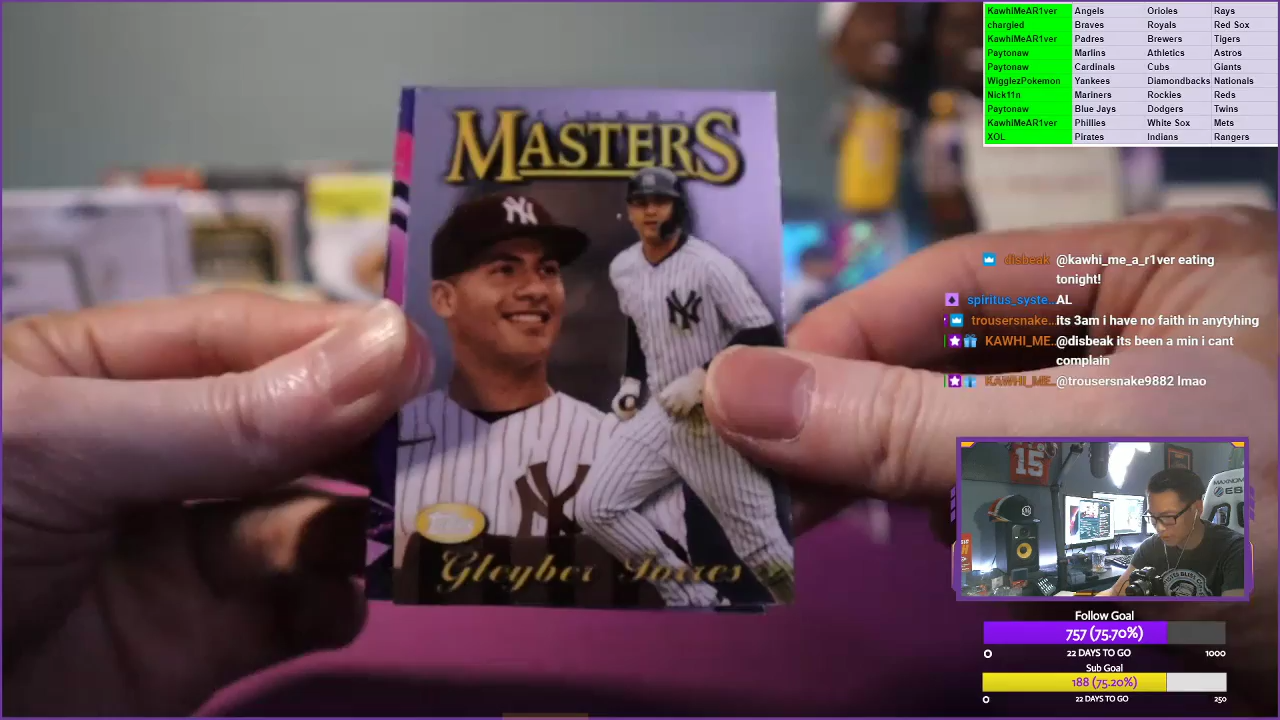 MASTERS
Gleyber Torres
KawhiMeAR1ver Angels Orioles Rays
chargled Braves Royals Red Sox
KawhiMeAR1ver Padres Brewers Tigers
Paytonaw Marlins Athletics Astros
Paytonaw Cardinals Cubs Giants
WigglezPokemon Yankees Diamondbacks Nationals
Nick11n Mariners Rockies Reds
Paytonaw Blue Jays Dodgers Twins
KawhiMeAR1ver Phillies White Sox Mets
XOL Pirates Indians Rangers
disbeak @kawhi_me_a_r1ver eating
tonight!
spiritus_syste... AL
trousersnake... its 3am i have no faith in anytyhing
KAWHI_ME... @disbeak its been a min i cant
complain
KAWHI_ME... @trousersnake9882 lmao
15
Follow Goal
757 (75.70%)
0 22 DAYS TO GO 1000
Sub Goal
188 (75.20%)
0 22 DAYS TO GO 250